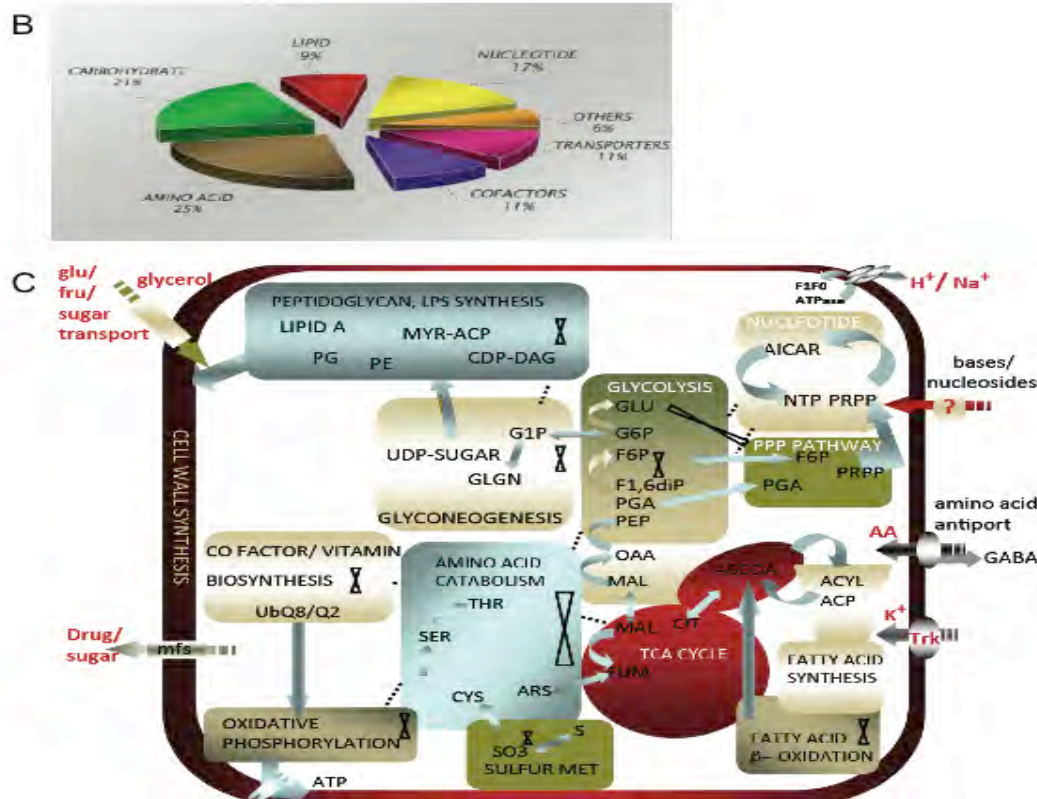 B
LIPID
9%
NUCLEOTIDE
17%
CARBOHYDRATE
21%
OTHERS
6%
TRANSPORTERS
11%
COFACTORS
11%
AMINO ACID
25%
C
glu/
fru/
sugar
transport
glycerol
F1F0
ATPase
H+/ Na+
PEPTIDOGLYCAN, LPS SYNTHESIS
LIPID A
MYR-ACP
PG
PE
CDP-DAG
NUCLEOTIDE
AICAR
NTP PRPP
bases/
nucleosides
?
GLYCOLYSIS
GLU
G6P
F6P
F1,6diP
PGA
PEP
OAA
MAL
PPP PATHWAY
F6P
PRPP
PGA
G1P
UDP-SUGAR
GLGN
GLYCONEOGENESIS
CELL WALL SYNTHESIS
amino acid
antiport
AA
GABA
CO FACTOR/ VITAMIN
BIOSYNTHESIS
UbQ8/Q2
AMINO ACID
CATABOLISM
THR
SER
CYS
ARS
ACYL
ACP
MAL
CIT
TCA CYCLE
FUM
K+
Trk
Drug/
sugar
mfs
FATTY ACID
SYNTHESIS
OXIDATIVE
PHOSPHORYLATION
S
SO3
SULFUR MET
FATTY ACID
β– OXIDATION
ATP